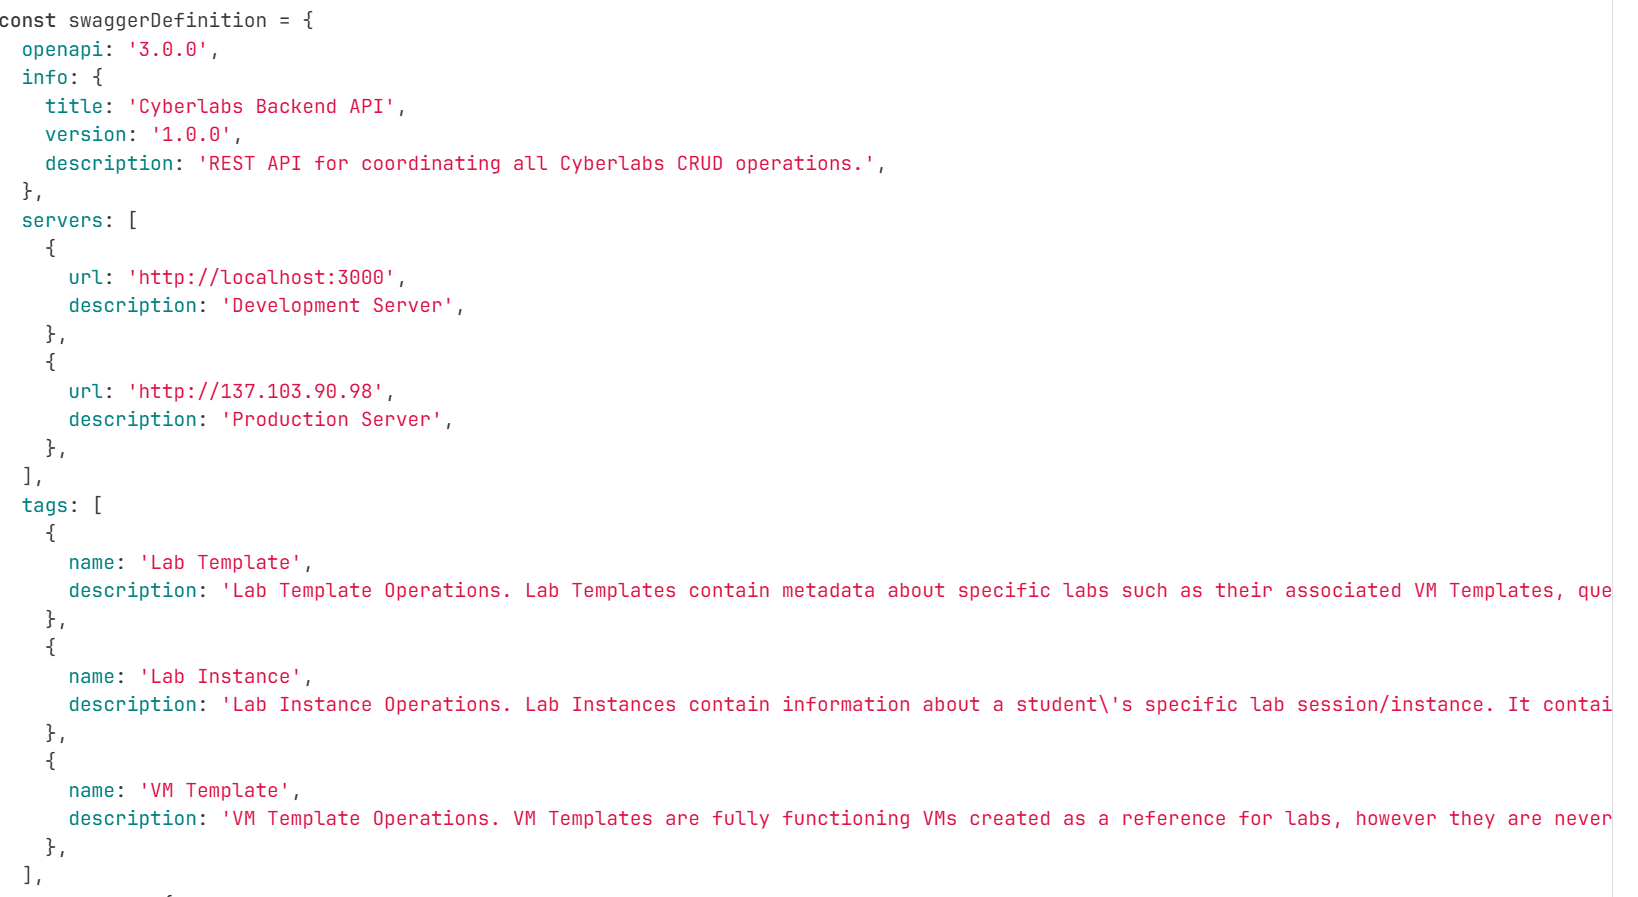 const swaggerDefinition = {
  openapi: '3.0.0',
  info: {
    title: 'Cyberlabs Backend API',
    version: '1.0.0',
    description: 'REST API for coordinating all Cyberlabs CRUD operations.',
  },
  servers: [
    {
      url: 'http://localhost:3000',
      description: 'Development Server',
    },
    {
      url: 'http://137.103.90.98',
      description: 'Production Server',
    },
  ],
  tags: [
    {
      name: 'Lab Template',
      description: 'Lab Template Operations. Lab Templates contain metadata about specific labs such as their associated VM Templates, que
    },
    {
      name: 'Lab Instance',
      description: 'Lab Instance Operations. Lab Instances contain information about a student\'s specific lab session/instance. It contai
    },
    {
      name: 'VM Template',
      description: 'VM Template Operations. VM Templates are fully functioning VMs created as a reference for labs, however they are never
    },
  ],